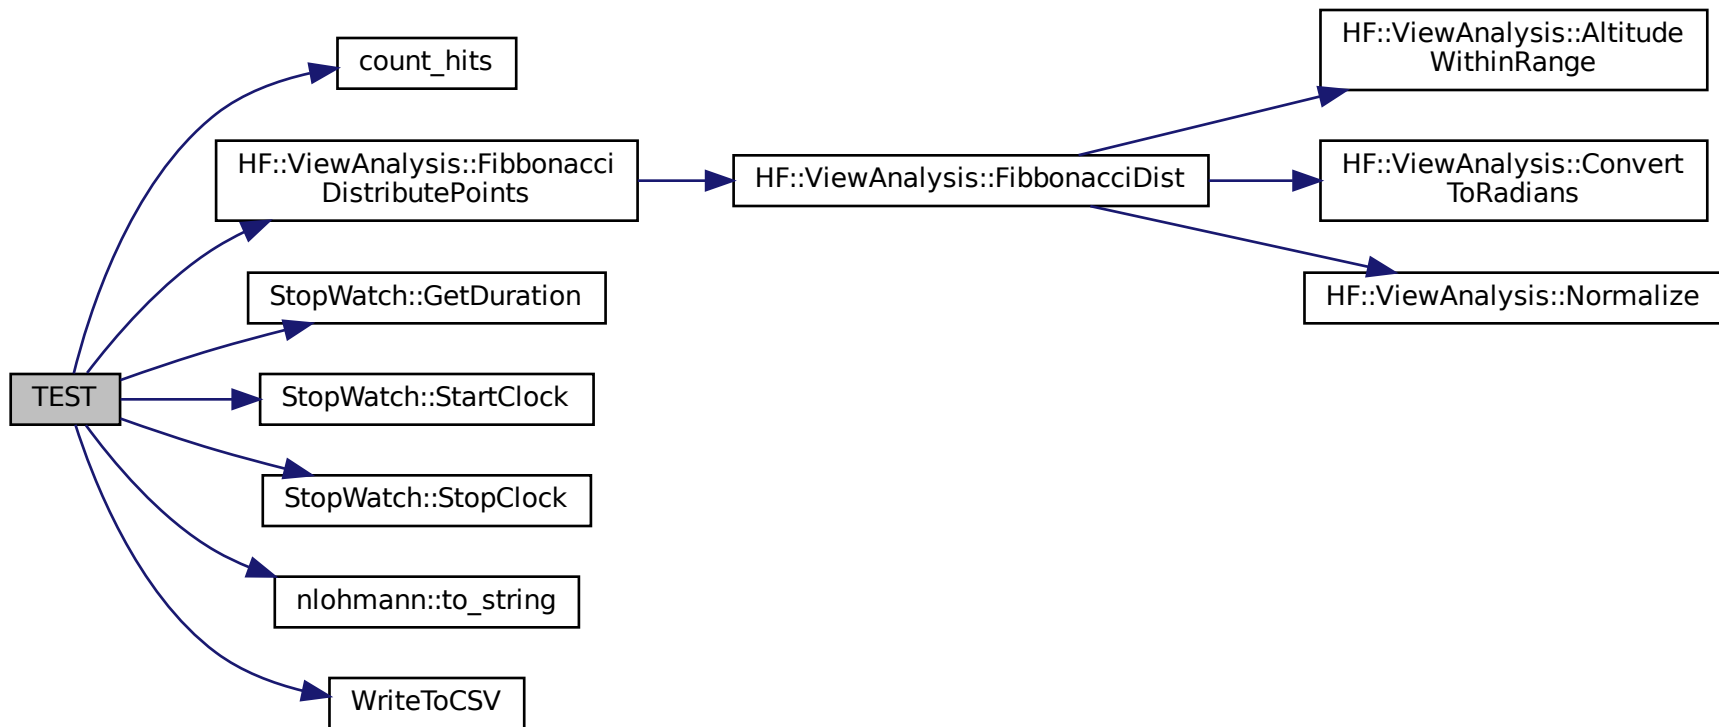 TEST
count_hits
HF::ViewAnalysis::Fibbonacci
DistributePoints
StopWatch::GetDuration
StopWatch::StartClock
StopWatch::StopClock
nlohmann::to_string
WriteToCSV
HF::ViewAnalysis::FibbonacciDist
HF::ViewAnalysis::Altitude
WithinRange
HF::ViewAnalysis::Convert
ToRadians
HF::ViewAnalysis::Normalize